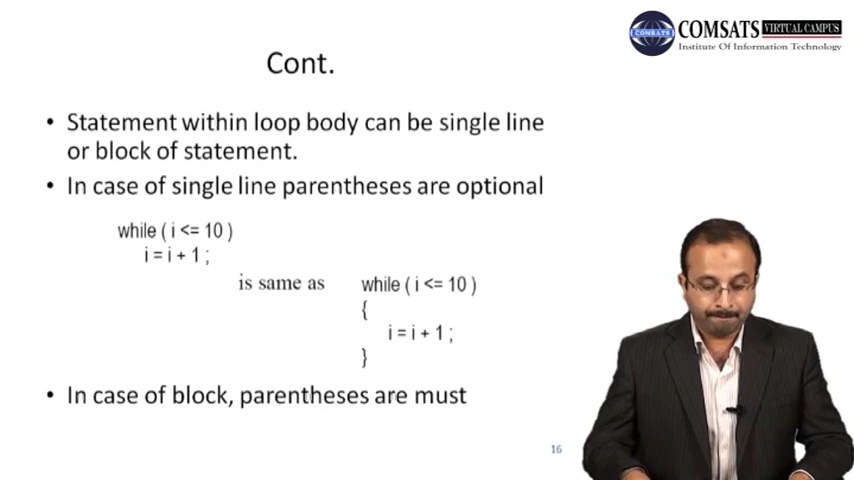 COMSATS VIRTUAL CAMPUS
COMSATS
Institute Of Information Technology
Cont.
• Statement within loop body can be single line
or block of statement.
• In case of single line parentheses are optional
while ( i <= 10 )
i = i + 1 ;
is same as while ( i <= 10 )
{
i = i + 1 ;
}
• In case of block, parentheses are must
16